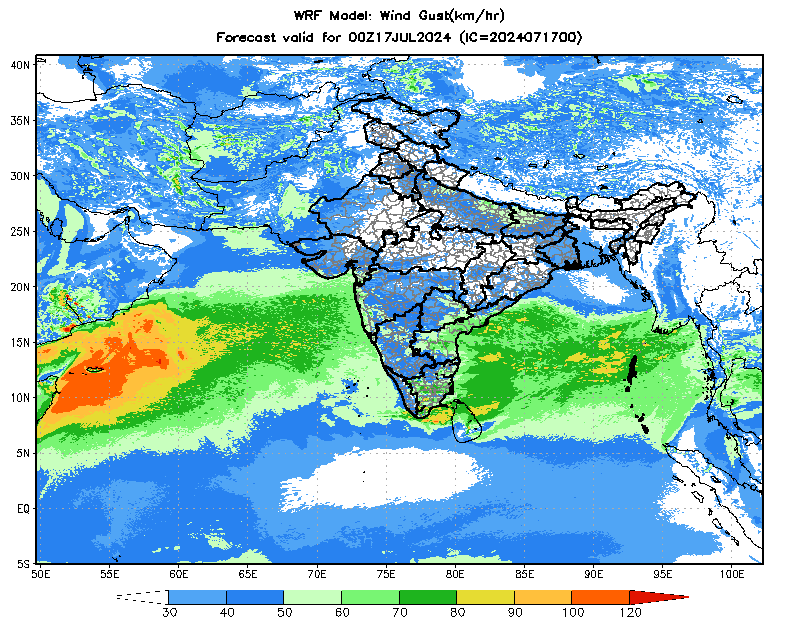 WRF Model: Wind Gust(km/hr)
Forecast valid for 00Z17JUL2024 (IC=2024071700)
40N
35N
30N
25N
20N
15N
10N
5N
EQ
5S
50E 55E 60E 65E 70E 75E 80E 85E 90E 95E 100E
30 40 50 60 70 80 90 100 120